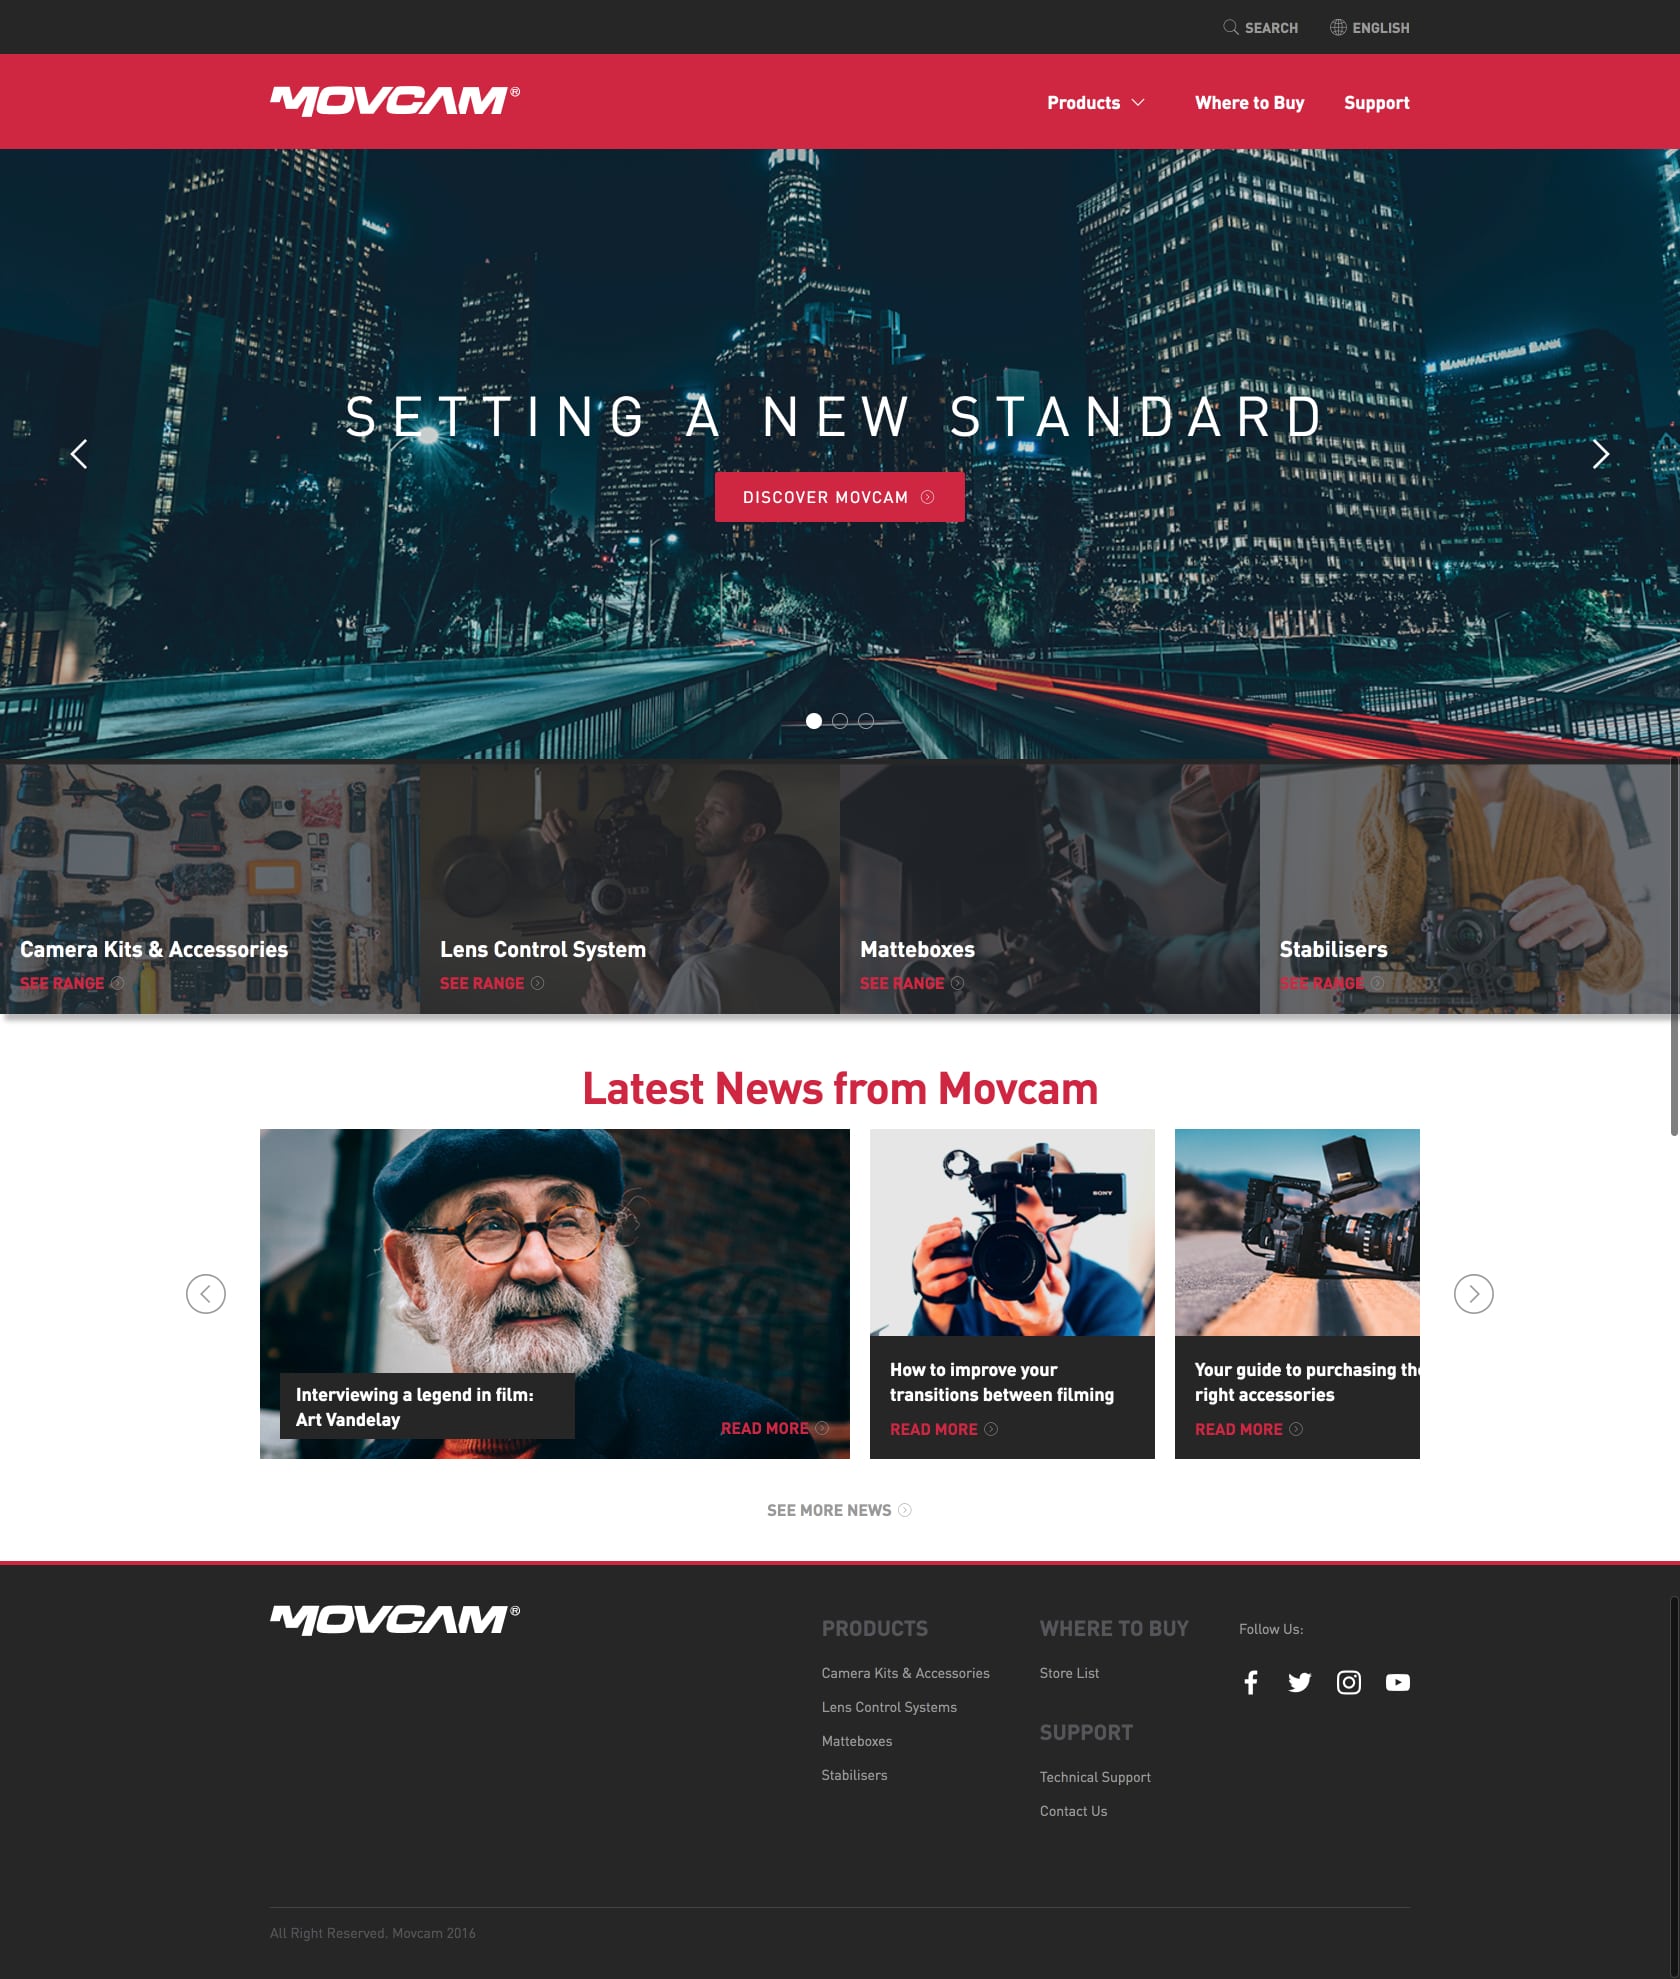 SEARCH
ENGLISH
MOVCAM®
Products
Where to Buy
Support
MANUFACTURERS BANK
SETTING A NEW STANDARD
DISCOVER MOVCAM
Camera Kits & Accessories
SEE RANGE
Lens Control System
SEE RANGE
Matteboxes
SEE RANGE
Stabilisers
SEE RANGE
Latest News from Movcam
SONY
Interviewing a legend in film:
Art Vandelay
READ MORE
How to improve your
transitions between filming
READ MORE
Your guide to purchasing the
right accessories
READ MORE
SEE MORE NEWS
MOVCAM®
PRODUCTS
Camera Kits & Accessories
Lens Control Systems
Matteboxes
Stabilisers
WHERE TO BUY
Store List
SUPPORT
Technical Support
Contact Us
Follow Us:
All Right Reserved. Movcam 2016